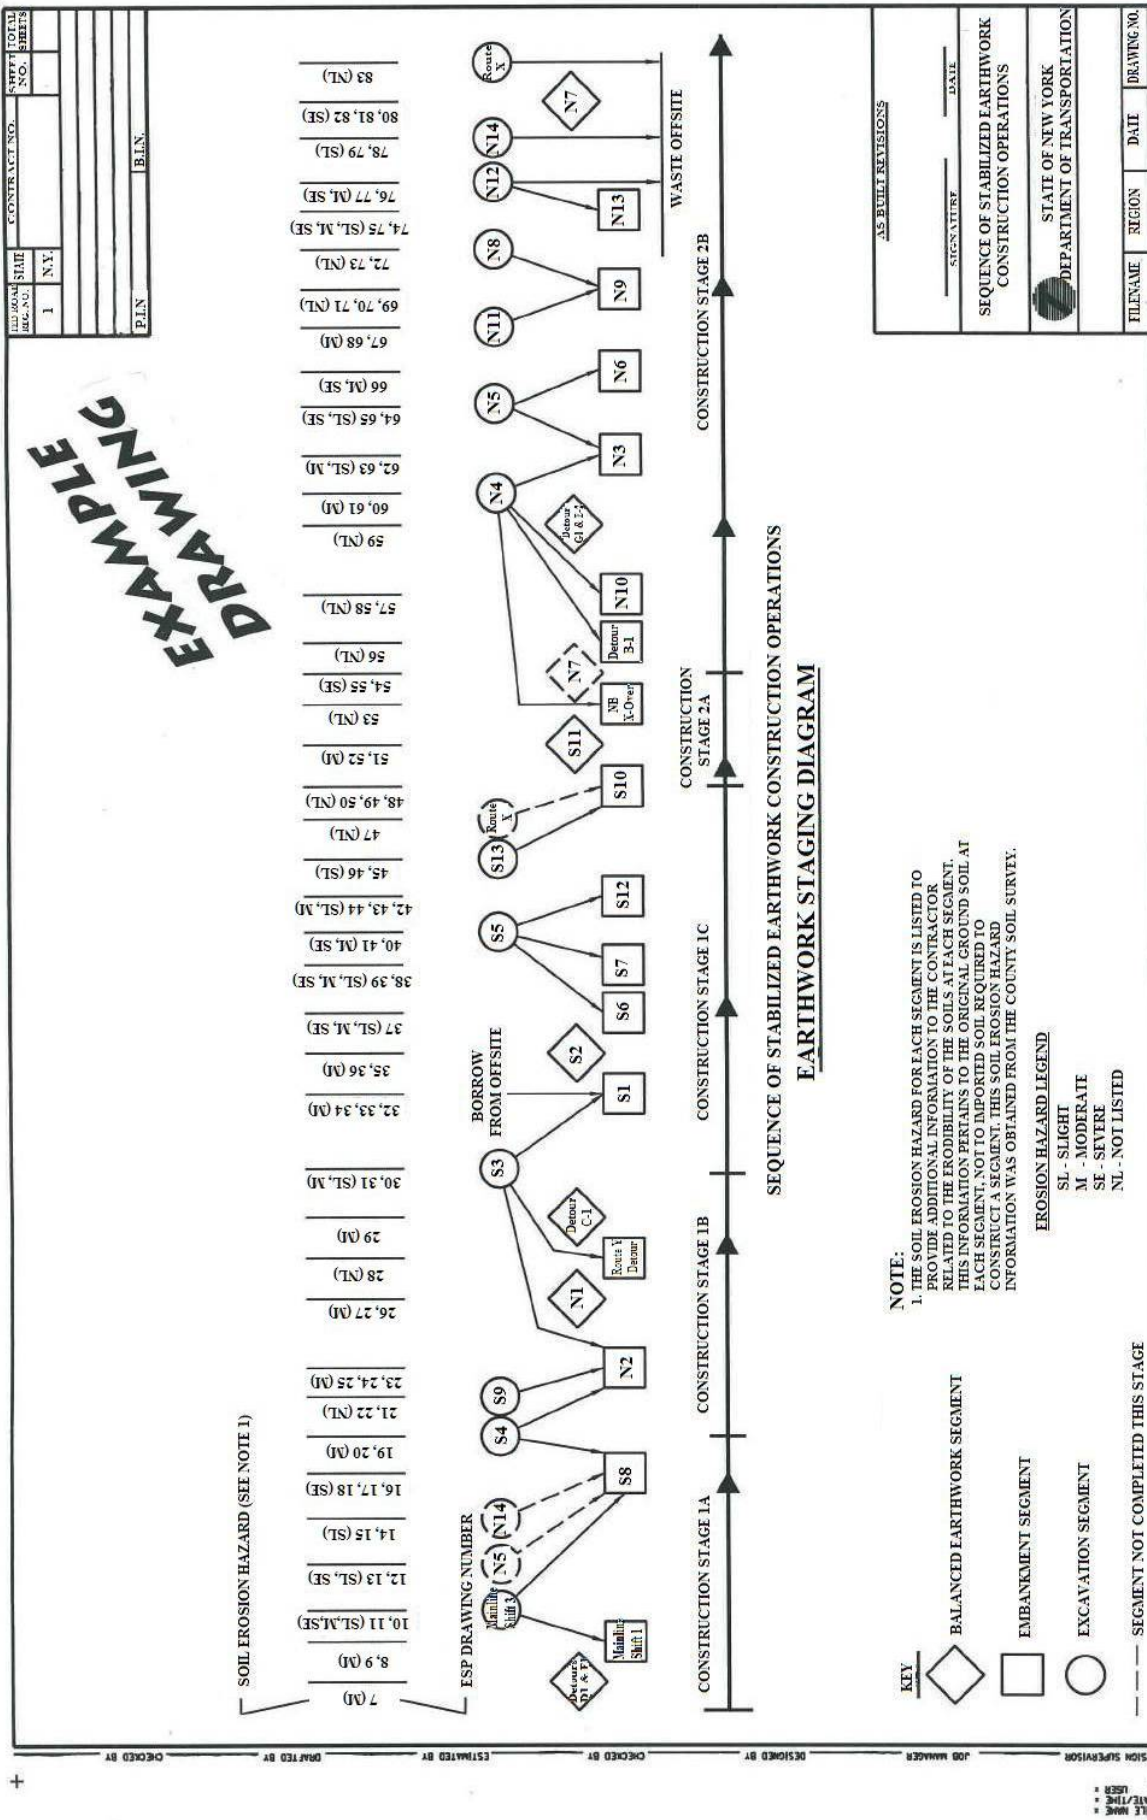 FED ROAD REG. NO.
STATE
CONTRACT NO.
SHEET NO.
TOTAL SHEETS
1
N.Y.
P.I.N
B.I.N.
EXAMPLE
DRAWING
SOIL EROSION HAZARD (SEE NOTE 1)
7 (M)
8, 9 (M)
10, 11 (SL,M,SE)
12, 13 (SL, SE)
14, 15 (SL)
16, 17, 18 (SE)
19, 20 (M)
21, 22 (NL)
23, 24, 25 (M)
26, 27 (M)
28 (NL)
29 (M)
30, 31 (SL, M)
32, 33, 34 (M)
35, 36 (M)
37 (SL, M, SE)
38, 39 (SL, M, SE)
40, 41 (M, SE)
42, 43, 44 (SL, M)
45, 46 (SL)
47 (NL)
48, 49, 50 (NL)
51, 52 (M)
53 (NL)
54, 55 (SE)
56 (NL)
57, 58 (NL)
59 (NL)
60, 61 (M)
62, 63 (SL, M)
64, 65 (SL, SE)
66 (M, SE)
67, 68 (M)
69, 70, 71 (NL)
72, 73 (NL)
74, 75 (SL, M, SE)
76, 77 (M, SE)
78, 79 (SL)
80, 81, 82 (SE)
83 (NL)
ESP DRAWING NUMBER
Detours D1 &
Mainline Shift 1
Mainline Shift 3
N5
N14
S8
S4
S9
N2
N1
Route Y Detour
Detour C-1
S3
BORROW
FROM OFFSITE
S1
S2
S6
S7
S5
S12
S13
Route X
S10
S11
NB X-Over
N7
Detour B-1
N10
Detour G1 &
N4
N3
N5
N6
N11
N9
N8
N13
N12
N14
N7
Route X
WASTE OFFSITE
CONSTRUCTION STAGE 1A
CONSTRUCTION STAGE 1B
CONSTRUCTION STAGE 1C
CONSTRUCTION
STAGE 2A
CONSTRUCTION STAGE 2B
SEQUENCE OF STABILIZED EARTHWORK CONSTRUCTION OPERATIONS
EARTHWORK STAGING DIAGRAM
KEY
BALANCED EARTHWORK SEGMENT
EMBANKMENT SEGMENT
EXCAVATION SEGMENT
SEGMENT NOT COMPLETED THIS STAGE
NOTE:
1. THE SOIL EROSION HAZARD FOR EACH SEGMENT IS LISTED TO
PROVIDE ADDITIONAL INFORMATION TO THE CONTRACTOR
RELATED TO THE ERODIBILITY OF THE SOILS AT EACH SEGMENT.
THIS INFORMATION PERTAINS TO THE ORIGINAL GROUND SOIL AT
EACH SEGMENT, NOT TO IMPORTED SOIL REQUIRED TO
CONSTRUCT A SEGMENT. THIS SOIL EROSION HAZARD
INFORMATION WAS OBTAINED FROM THE COUNTY SOIL SURVEY.
EROSION HAZARD LEGEND
SL - SLIGHT
M - MODERATE
SE - SEVERE
NL - NOT LISTED
AS BUILT REVISIONS
SIGNATURE
DATE
SEQUENCE OF STABILIZED EARTHWORK
CONSTRUCTION OPERATIONS
STATE OF NEW YORK
DEPARTMENT OF TRANSPORTATION
FILENAME
REGION
DATE
DRAWING NO.
SIGN SUPERVISOR
JOB MANAGER
DESIGNED BY
CHECKED BY
ESTIMATED BY
DRAFTED BY
CHECKED BY
LE NAME =
ATE/TIME =
USER =